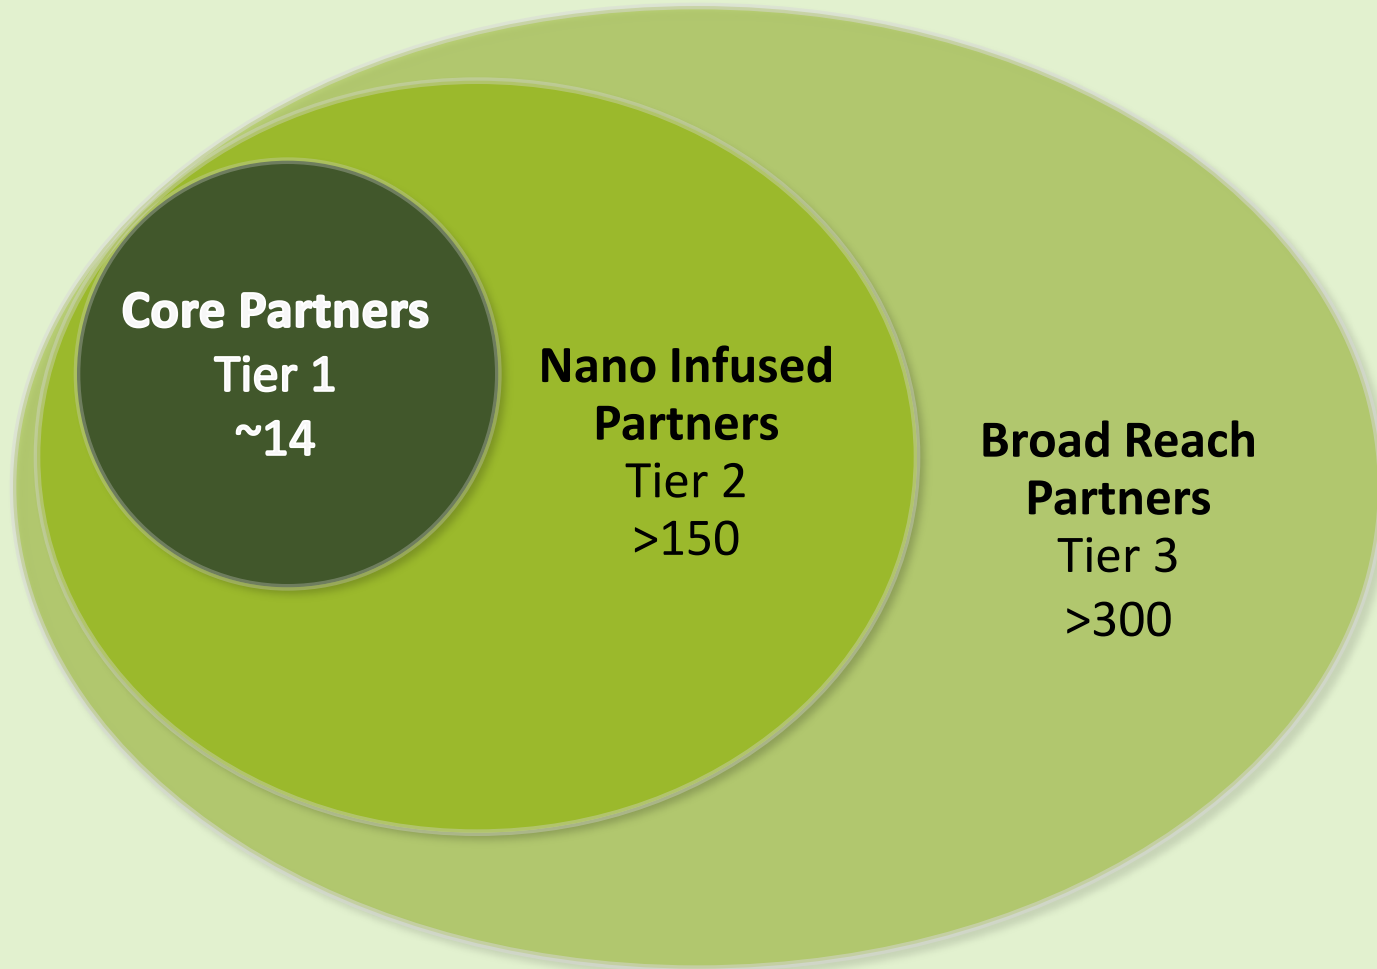 Core Partners
Tier 1
~14
Nano Infused
Partners
Tier 2
>150
Broad Reach
Partners
Tier 3
>300